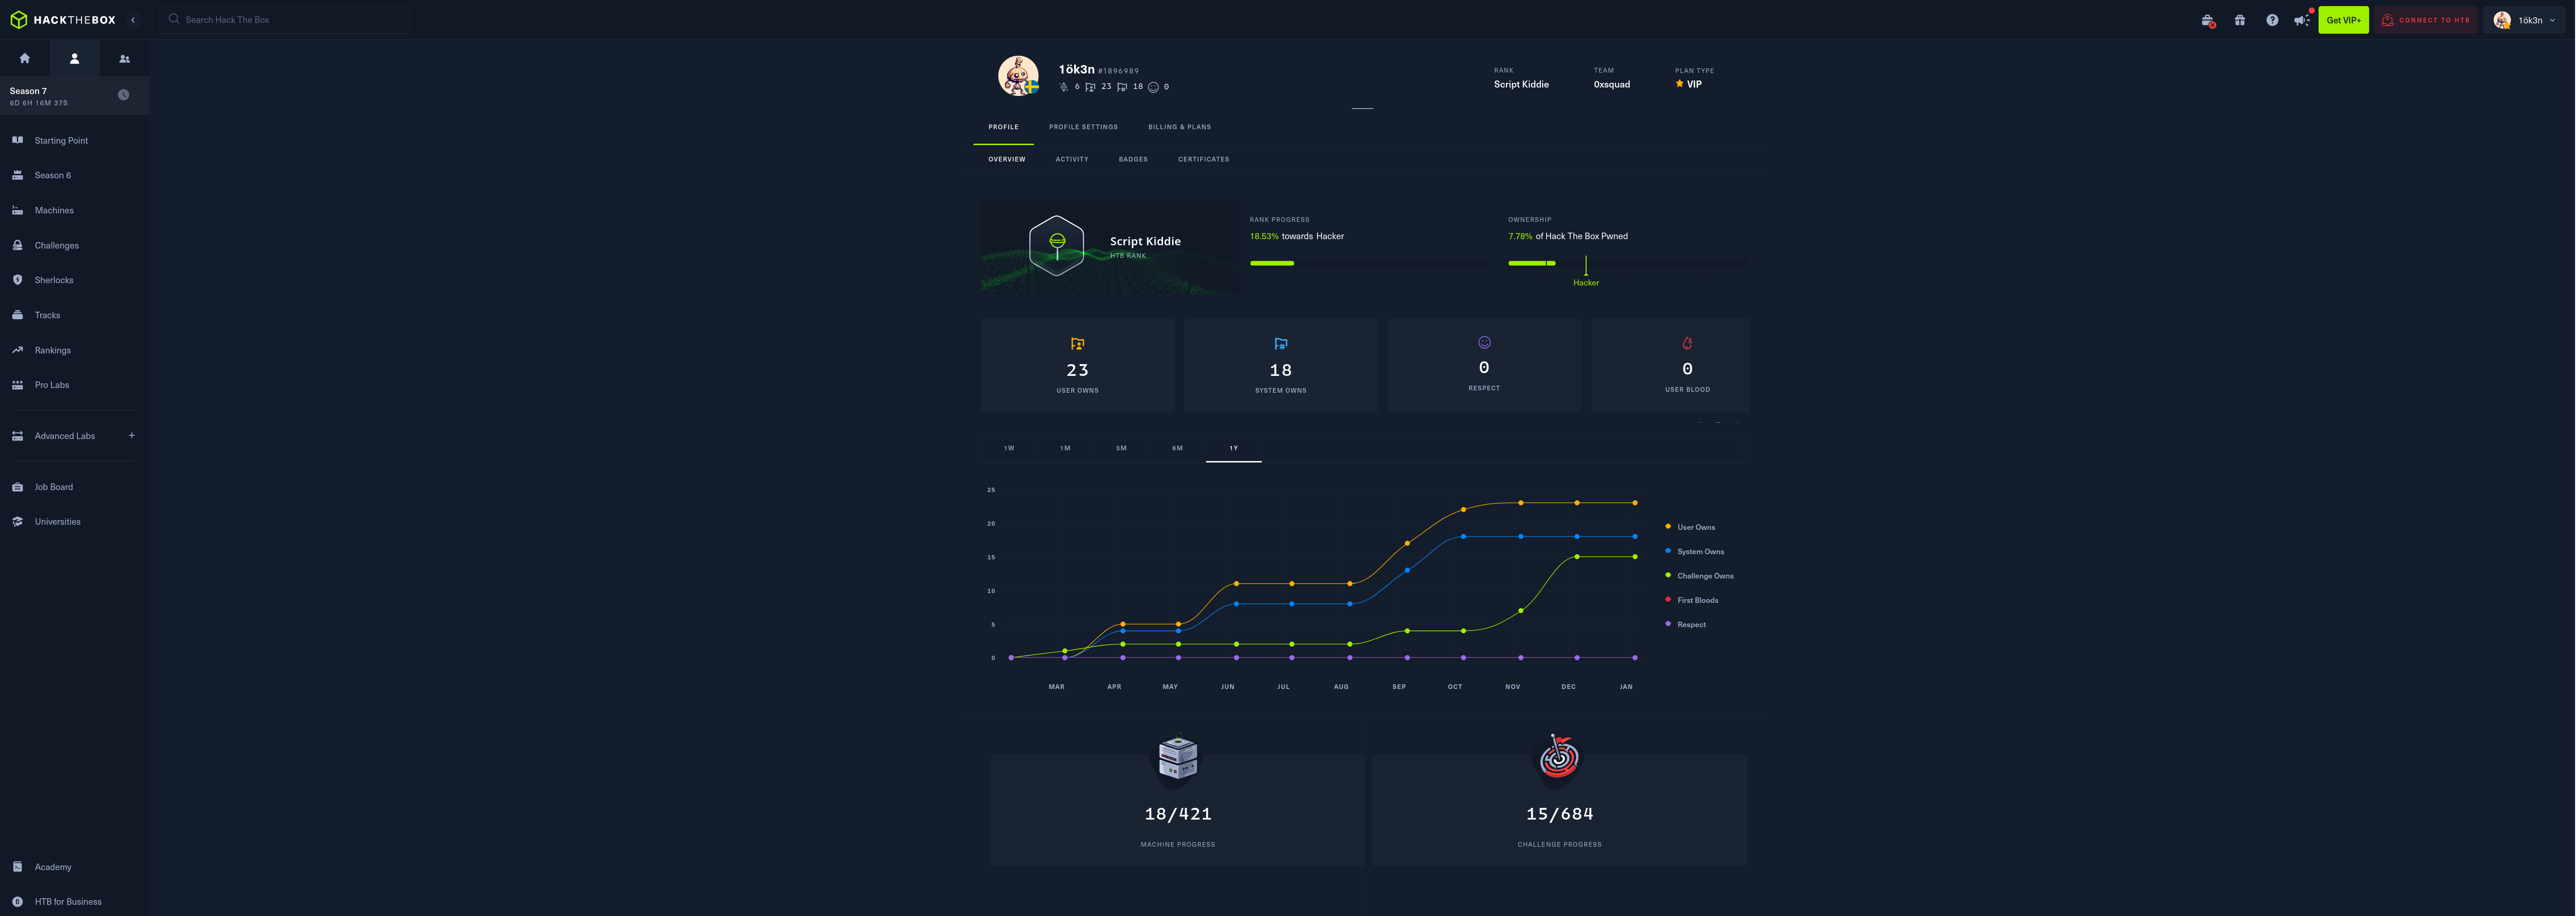 HACKTHEBOX
Search Hack The Box
Get VIP+
CONNECT TO HTB
1ök3n
Season 7
6D 6H 16M 37S
Starting Point
Season 6
Machines
Challenges
Sherlocks
Tracks
Rankings
Pro Labs
Advanced Labs +
Job Board
Universities
Academy
HTB for Business
1ök3n #1896989
6 23 18 0
RANK
Script Kiddie
TEAM
0xsquad
PLAN TYPE
VIP
PROFILE PROFILE SETTINGS BILLING & PLANS
OVERVIEW ACTIVITY BADGES CERTIFICATES
Script Kiddie
HTB RANK
RANK PROGRESS
18.53% towards Hacker
OWNERSHIP
7.78% of Hack The Box Pwned
Hacker
23
USER OWNS
18
SYSTEM OWNS
0
RESPECT
0
USER BLOOD
1W 1M 3M 6M 1Y
25
20
15
10
5
0
MAR APR MAY JUN JUL AUG SEP OCT NOV DEC JAN
User Owns
System Owns
Challenge Owns
First Bloods
Respect
18/421
MACHINE PROGRESS
15/684
CHALLENGE PROGRESS